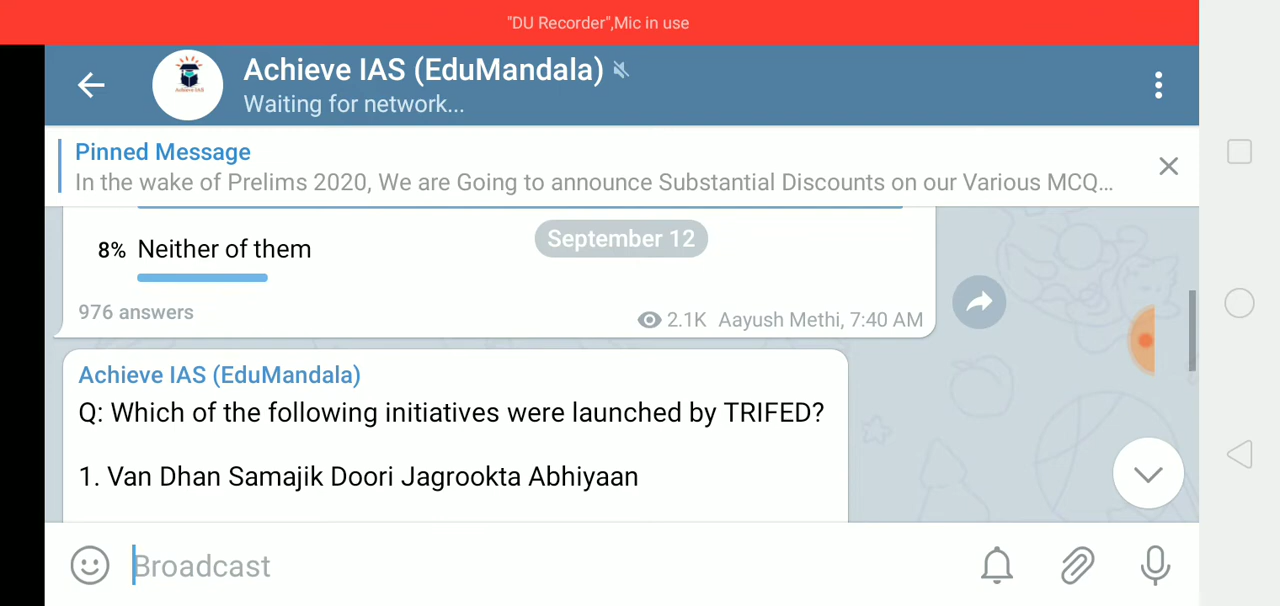 "DU Recorder",Mic in use
Achieve IAS (EduMandala)
Waiting for network...
Achieve IAS
Pinned Message
In the wake of Prelims 2020, We are Going to announce Substantial Discounts on our Various MCQ...
September 12
8% Neither of them
976 answers
2.1K Aayush Methi, 7:40 AM
Achieve IAS (EduMandala)
Q: Which of the following initiatives were launched by TRIFED?
1. Van Dhan Samajik Doori Jagrookta Abhiyaan
Broadcast